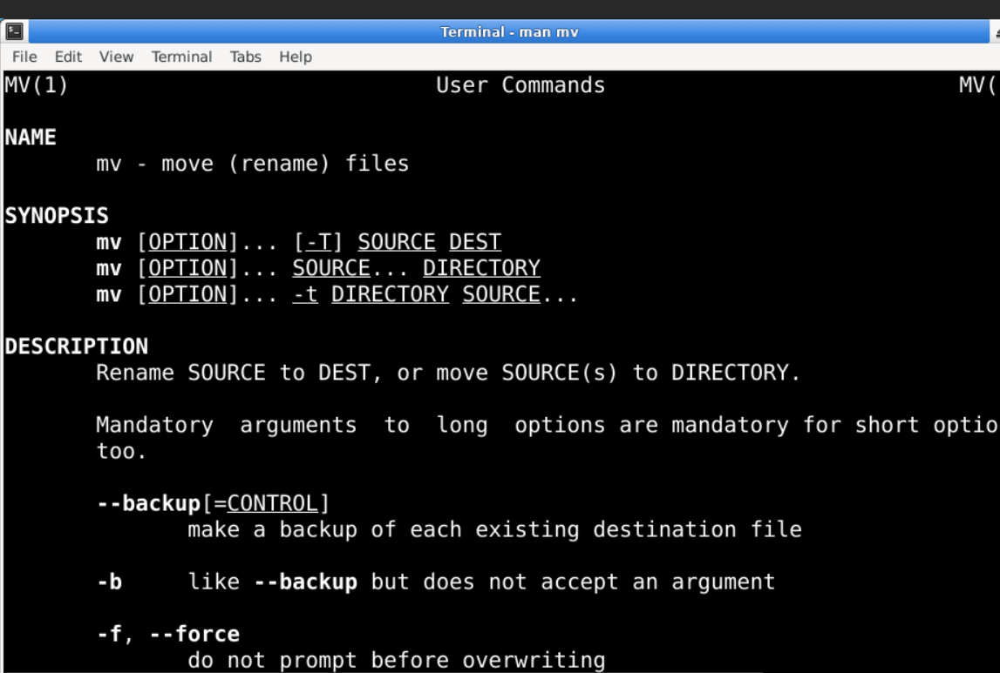 Terminal - man mv
File Edit View Terminal Tabs Help
MV(1) User Commands MV(
NAME
mv - move (rename) files
SYNOPSIS
mv [OPTION]... [-T] SOURCE DEST
mv [OPTION]... SOURCE... DIRECTORY
mv [OPTION]... -t DIRECTORY SOURCE...
DESCRIPTION
Rename SOURCE to DEST, or move SOURCE(s) to DIRECTORY.
Mandatory arguments to long options are mandatory for short optio
too.
--backup[=CONTROL]
make a backup of each existing destination file
-b like --backup but does not accept an argument
-f, --force
do not prompt before overwriting